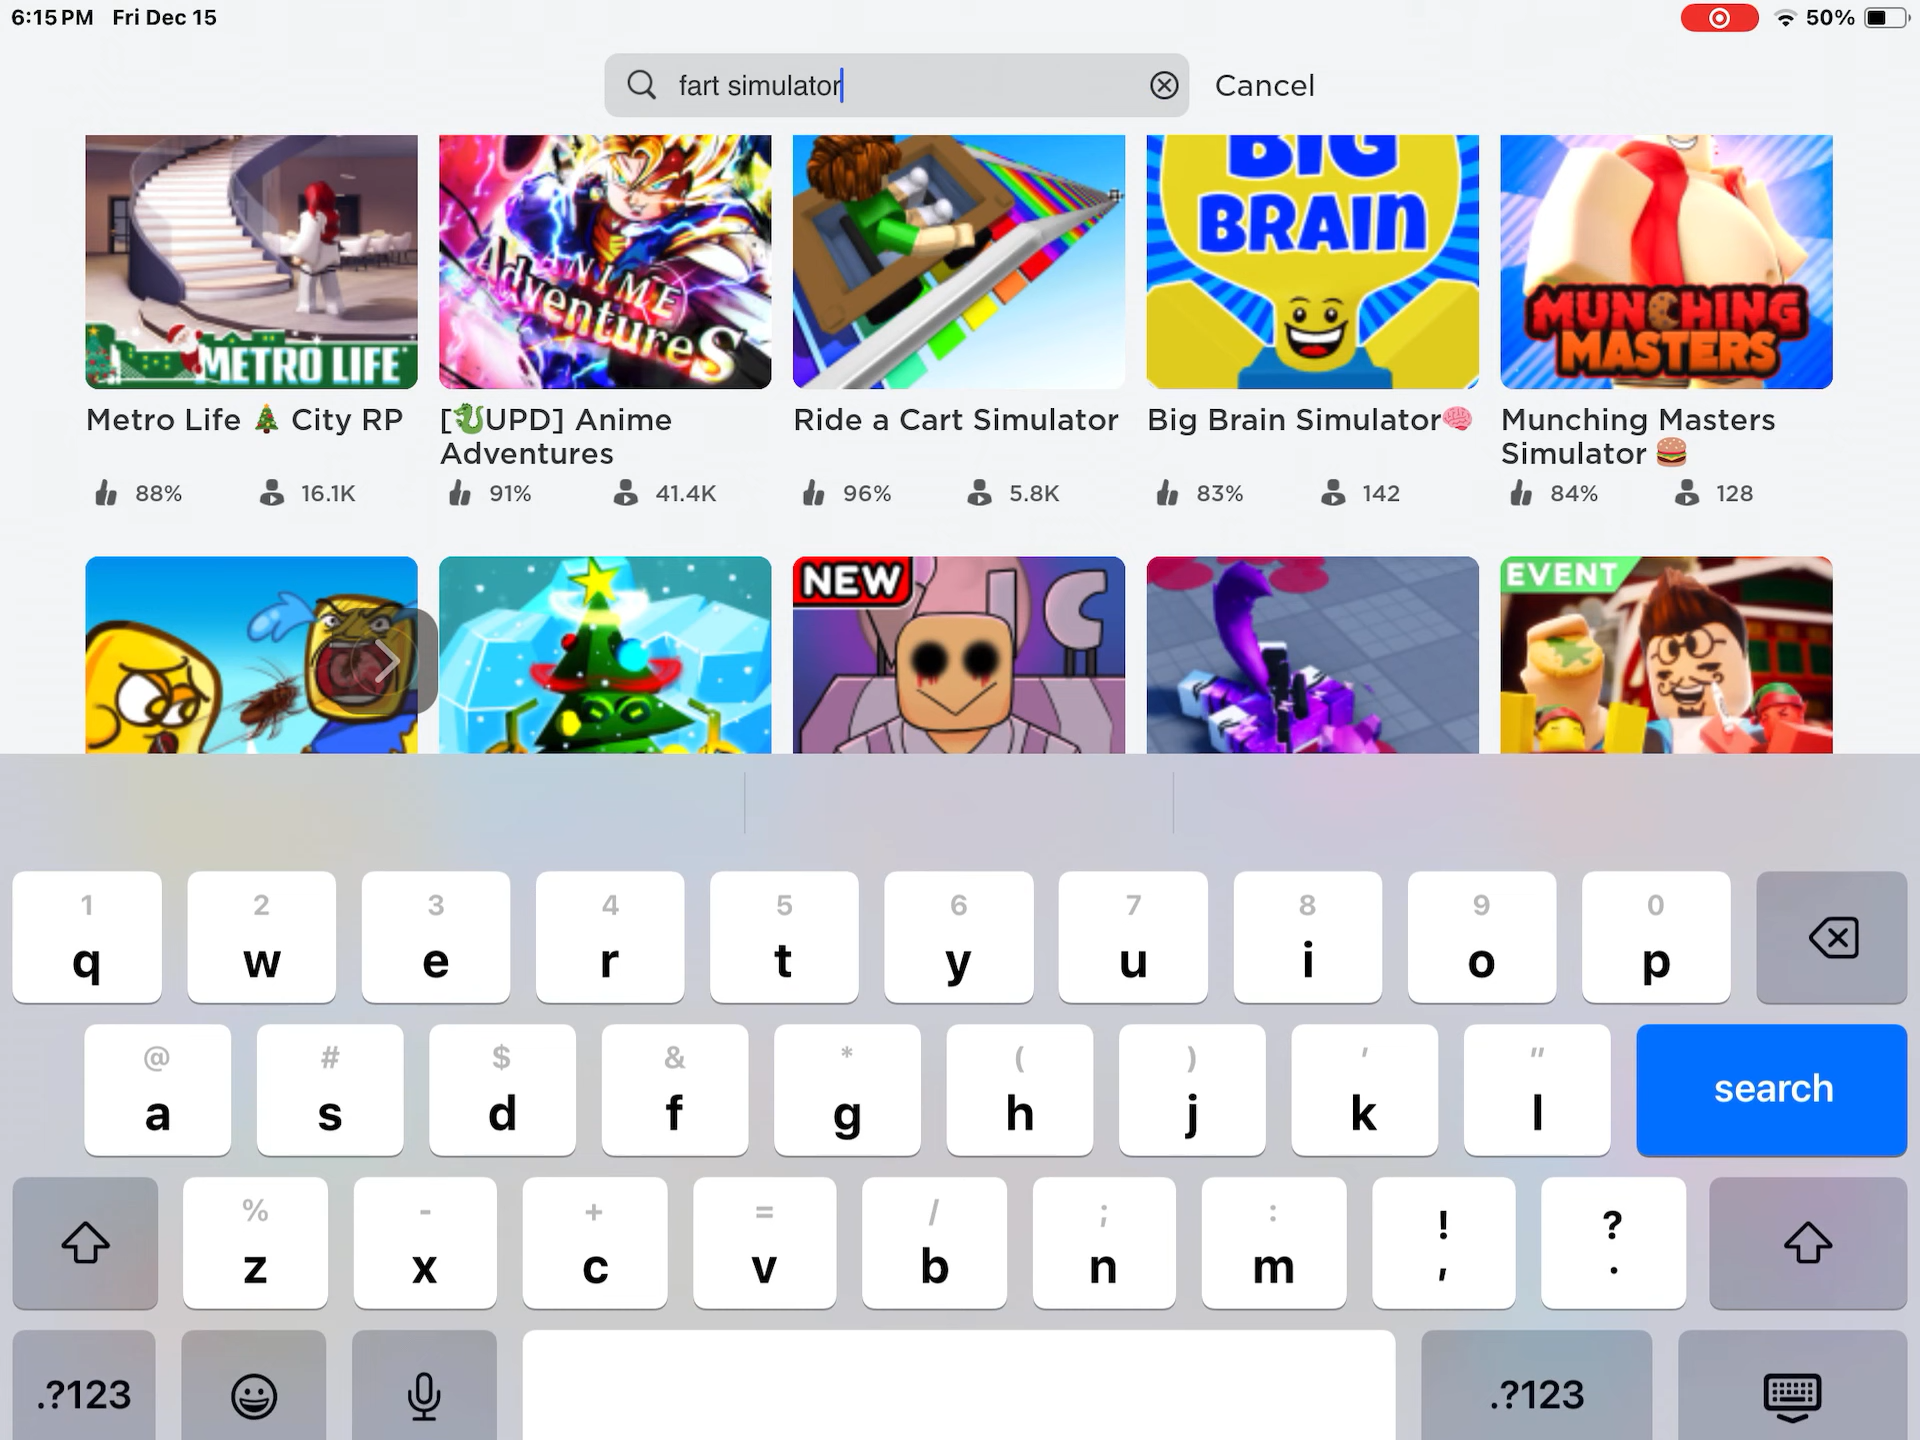 6:15 PM Fri Dec 15
50%
fart simulator
Cancel
METRO LIFE
ANIME
Adventures
BIG
BRAIN
MUNCHING
MASTERS
Metro Life 🎄 City RP
[🐉UPD] Anime
Adventures
Ride a Cart Simulator
Big Brain Simulator🧠
Munching Masters
Simulator 🍔
88% 16.1K
91% 41.4K
96% 5.8K
83% 142
84% 128
NEW
EVENT
1 2 3 4 5 6 7 8 9 0
q w e r t y u i o p
@ # $ & * ( ) ' "
a s d f g h j k l
search
% - + = / ; : ! ?
z x c v b n m , .
.?123
.?123